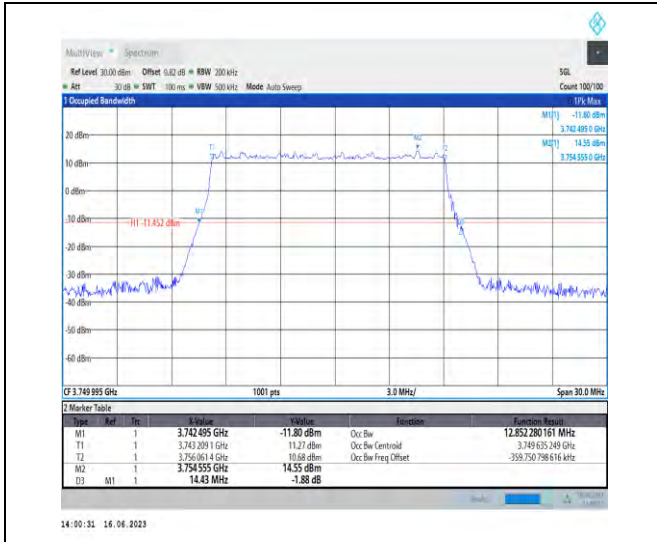 MultiView Spectrum
Ref Level 30.00 dBm Offset 0.82 dB RBW 200 kHz SGL
Att 30 dB SWT 100 ms VBW 500 kHz Mode Auto Sweep Count 100/100
1 Occupied Bandwidth 1Pk Max
M1[1] -11.80 dBm
3.742 495 0 GHz
M2[1] 14.55 dBm
3.754 555 0 GHz
20 dBm
T1 M2 T2
10 dBm
0 dBm
M1
-10 dBm
H1 -11.452 dBm
-20 dBm
-30 dBm
-40 dBm
-50 dBm
-60 dBm
CF 3.749 995 GHz 1001 pts 3.0 MHz/ Span 30.0 MHz
2 Marker Table
Type Ref Trc X-Value Y-Value Function Function Result
M1 1 3.742 495 GHz -11.80 dBm Occ Bw 12.852 280 161 MHz
T1 1 3.743 209 1 GHz 11.27 dBm Occ Bw Centroid 3.749 635 249 GHz
T2 1 3.756 061 4 GHz 10.68 dBm Occ Bw Freq Offset -359.750 798 616 kHz
M2 1 3.754 555 GHz 14.55 dBm
D3 M1 1 14.43 MHz -1.88 dB
14:00:31 16.06.2023